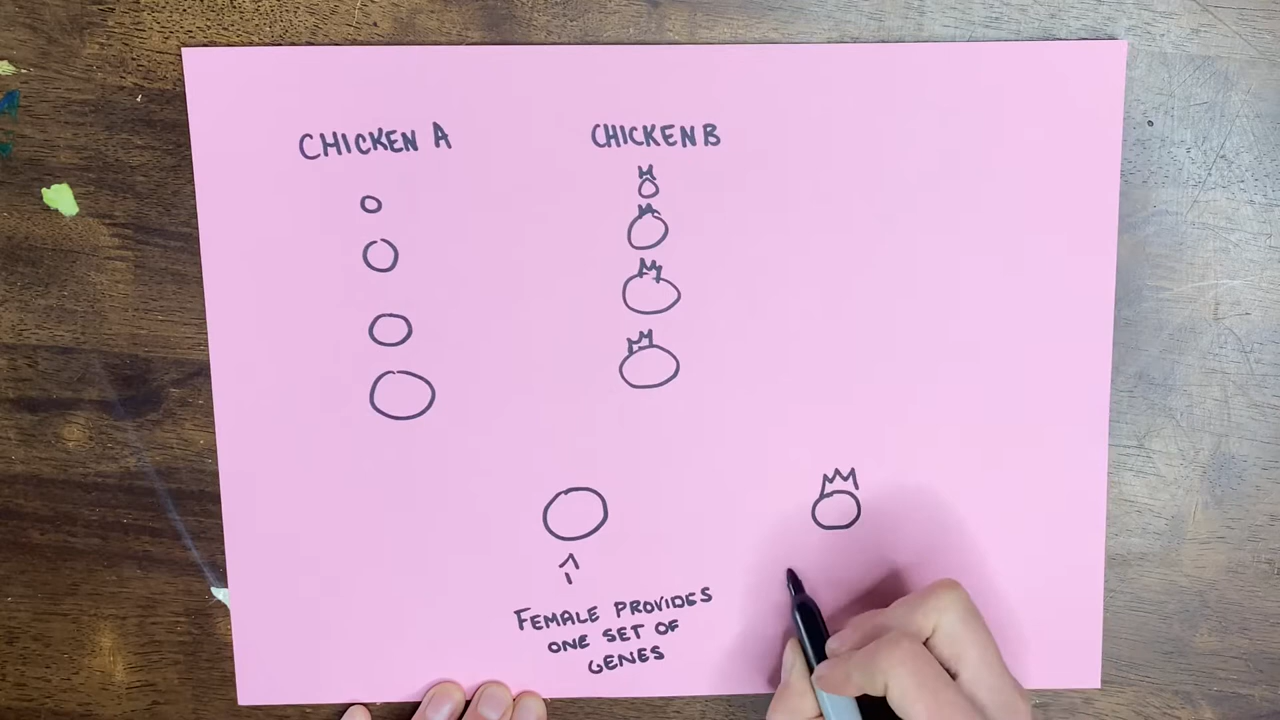 CHICKEN A
CHICKEN B
FEMALE PROVIDES
ONE SET OF
GENES